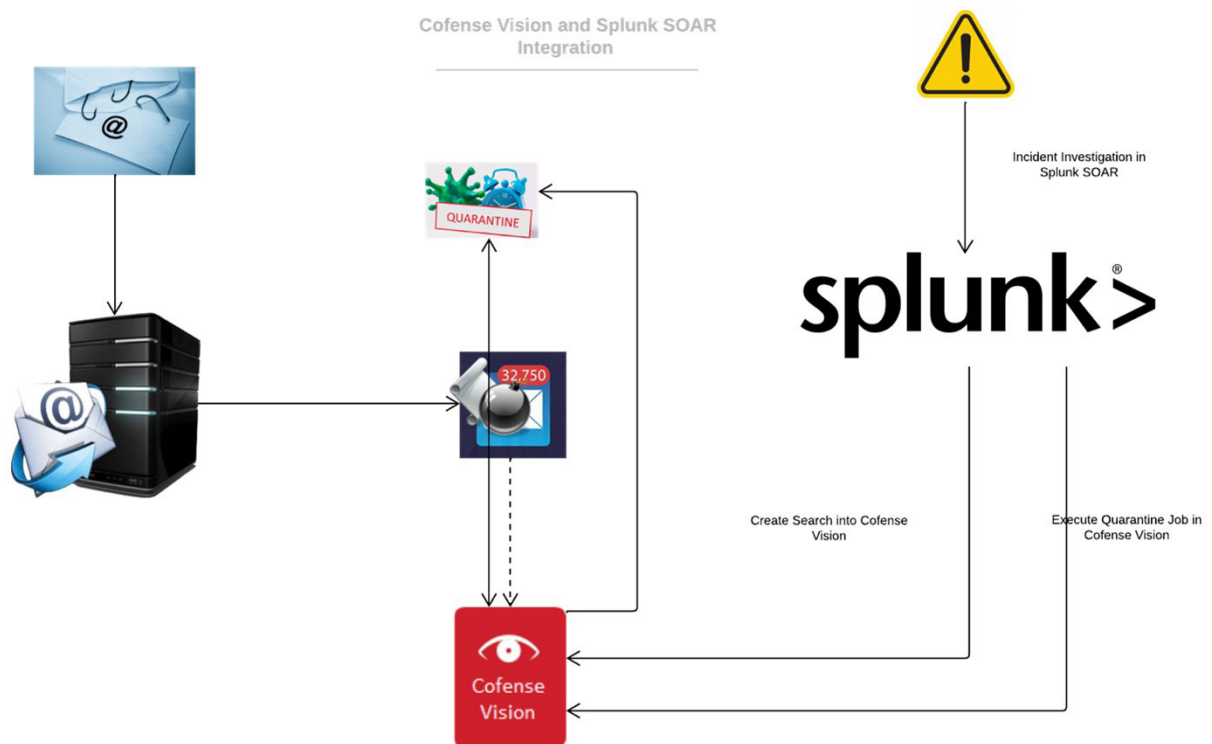 Cofense Vision and Splunk SOAR
Integration
@
Incident Investigation in
Splunk SOAR
QUARANTINE
splunk>®
32,750
@
Create Search into Cofense
Vision
Execute Quarantine Job in
Cofense Vision
Cofense
Vision